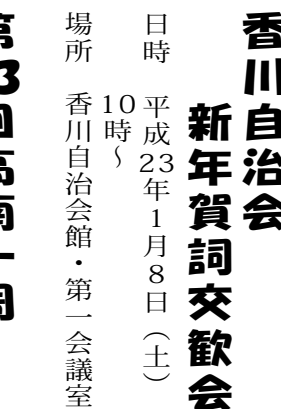 香川自治会
新年賀詞交歓会
日時　平成23年1月8日（土）
10時～
場所　香川自治会館・第一会議室